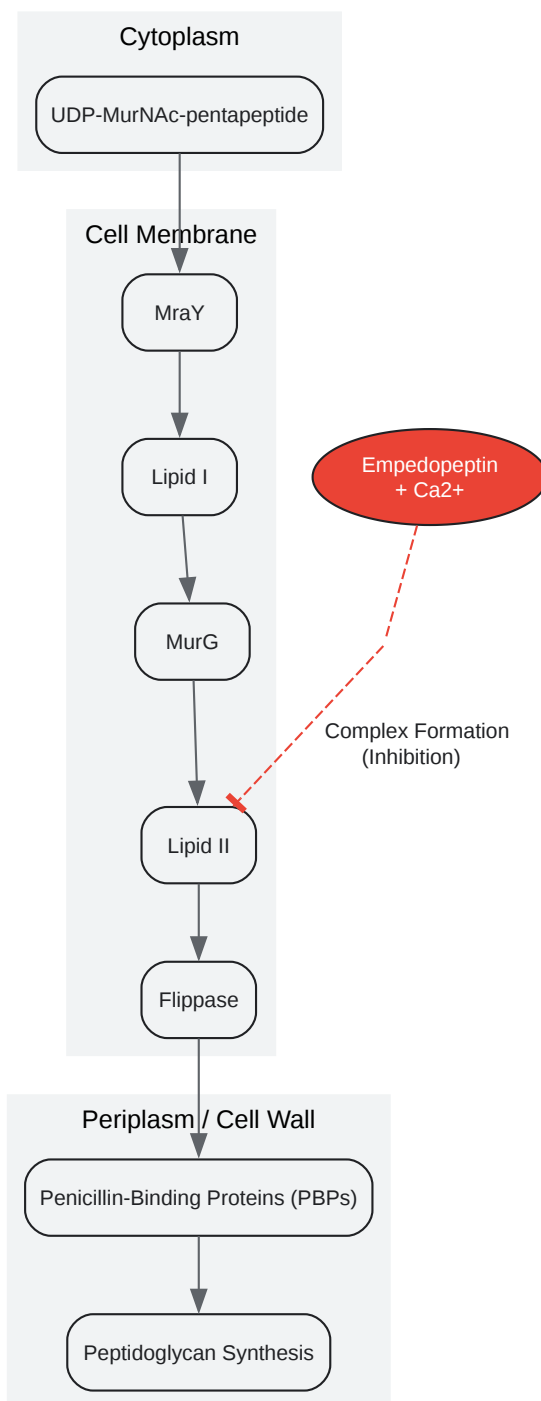 Cytoplasm
UDP-MurNAc-pentapeptide
Cell Membrane
MraY
Lipid I
Empedopeptin
+ Ca2+
MurG
Complex Formation
(Inhibition)
Lipid II
Flippase
Periplasm / Cell Wall
Penicillin-Binding Proteins (PBPs)
Peptidoglycan Synthesis